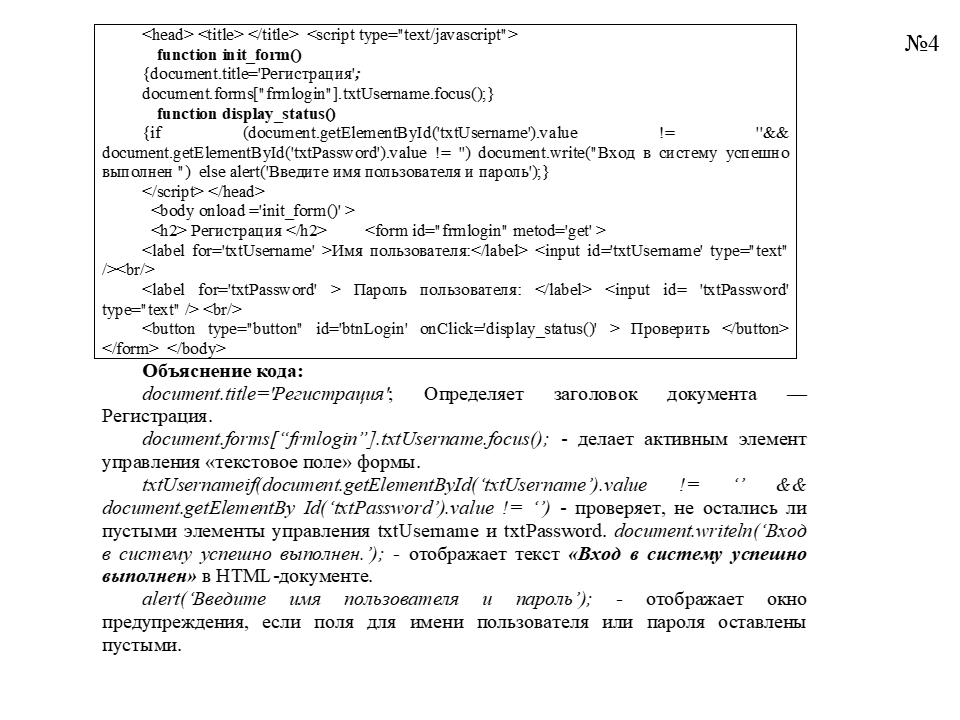 №4
<head> <title> </title> <script type="text/javascript">
function init_form()
{document.title='Регистрация';
document.forms["frmlogin"].txtUsername.focus();}
function display_status()
{if (document.getElementById('txtUsername').value != ''&&
document.getElementById('txtPassword').value != '') document.write("Вход в систему успешно
выполнен ") else alert('Введите имя пользователя и пароль');}
</script> </head>
<body onload ='init_form()' >
<h2> Регистрация </h2> <form id="frmlogin" metod='get' >
<label for='txtUsername' >Имя пользователя:</label> <input id='txtUsername' type="text"
/><br/>
<label for='txtPassword' > Пароль пользователя: </label> <input id= 'txtPassword'
type="text" /> <br/>
<button type="button" id='btnLogin' onClick='display_status()' > Проверить </button>
</form> </body>
Объяснение кода:
document.title='Регистрация'; Определяет заголовок документа —
Регистрация.
document.forms[“frmlogin”].txtUsername.focus(); - делает активным элемент
управления «текстовое поле» формы.
txtUsernameif(document.getElementById(‘txtUsername’).value != ‘’ &&
document.getElementBy Id(‘txtPassword’).value != ‘’) - проверяет, не остались ли
пустыми элементы управления txtUsername и txtPassword. document.writeln(‘Вход
в систему успешно выполнен.’); - отображает текст «Вход в систему успешно
выполнен» в HTML-документе.
alert(‘Введите имя пользователя и пароль’); - отображает окно
предупреждения, если поля для имени пользователя или пароля оставлены
пустыми.